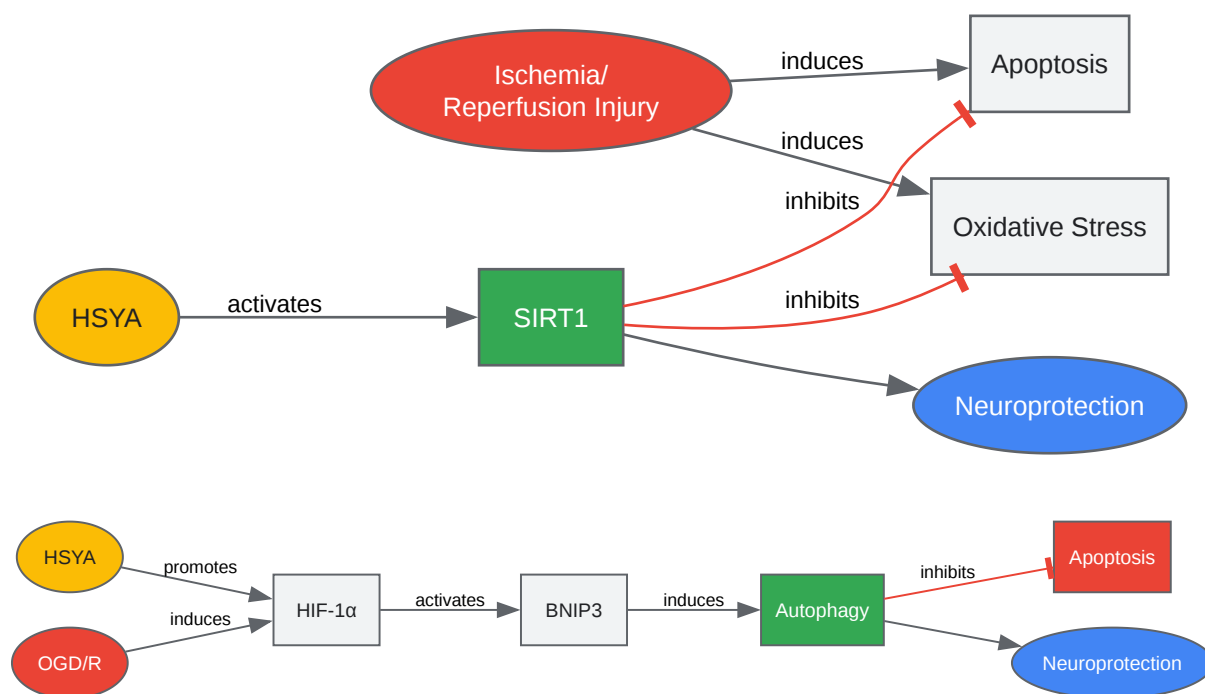 Ischemia/
Reperfusion Injury
induces
Apoptosis
induces
inhibits
Oxidative Stress
HSYA
activates
SIRT1
inhibits
Neuroprotection
HSYA
promotes
OGD/R
induces
HIF-1α
activates
BNIP3
induces
Autophagy
inhibits
Apoptosis
Neuroprotection